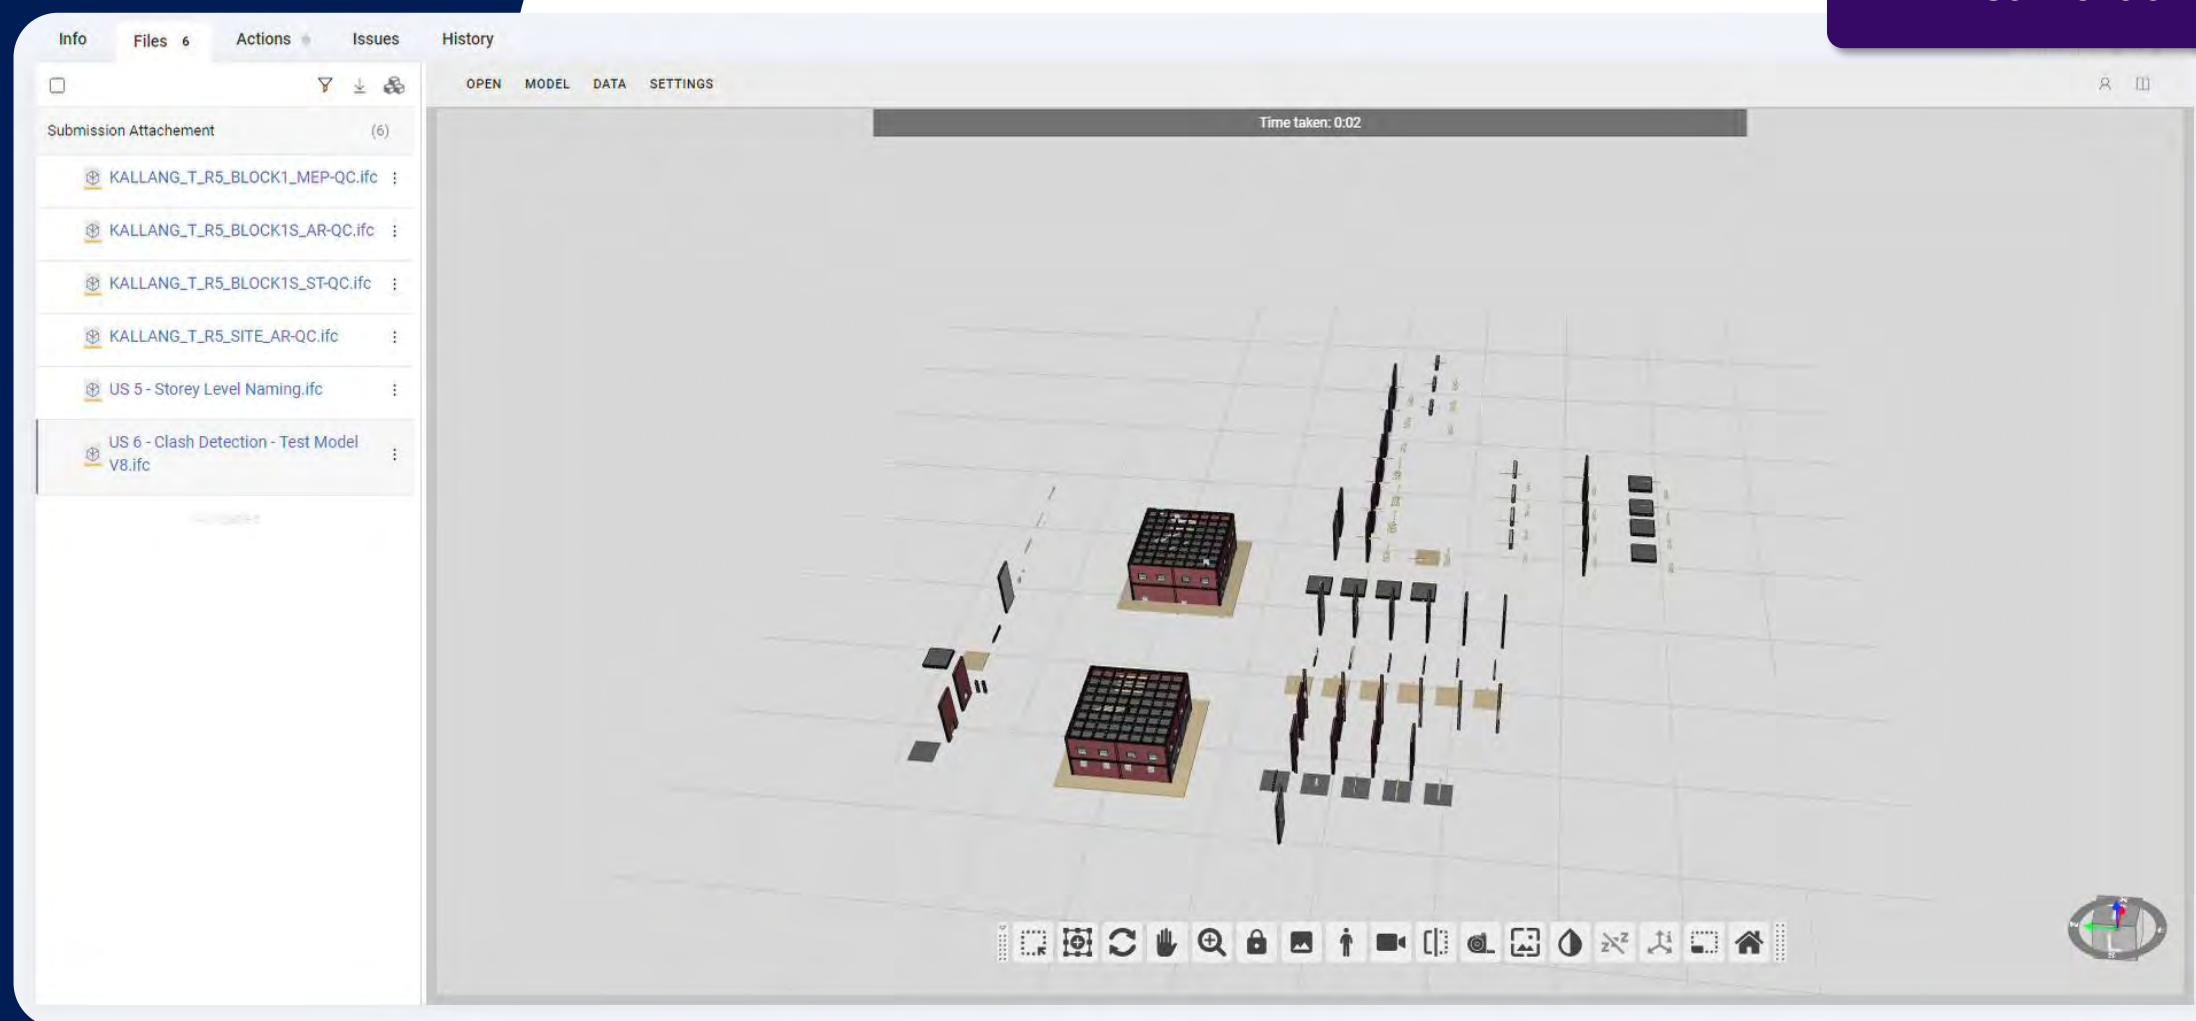 Info
Files 6
Actions
Issues
History
OPEN
MODEL
DATA
SETTINGS
Submission Attachement (6)
Time taken: 0:02
KALLANG_T_R5_BLOCK1_MEP-QC.ifc
KALLANG_T_R5_BLOCK1S_AR-QC.ifc
KALLANG_T_R5_BLOCK1S_ST-QC.ifc
KALLANG_T_R5_SITE_AR-QC.ifc
US 5 - Storey Level Naming.ifc
US 6 - Clash Detection - Test Model
V8.ifc